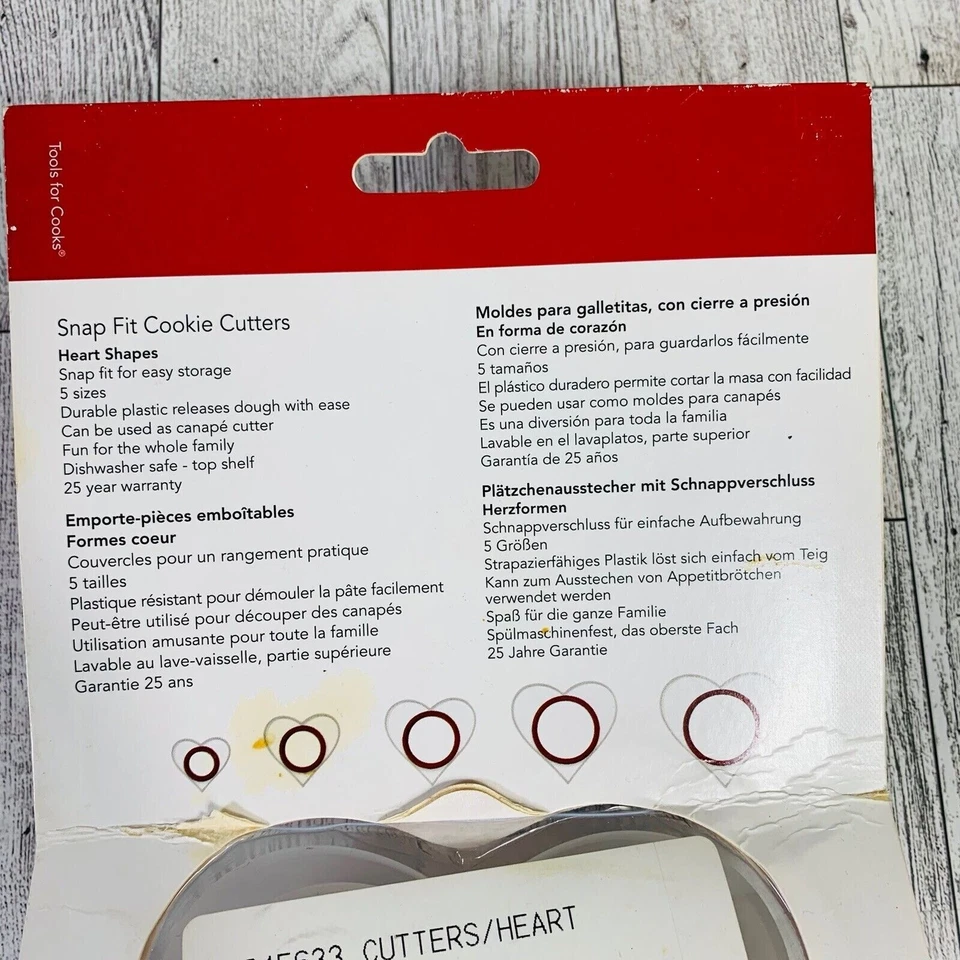 Tools for Cooks®
Snap Fit Cookie Cutters
Heart Shapes
Snap fit for easy storage
5 sizes
Durable plastic releases dough with ease
Can be used as canapé cutter
Fun for the whole family
Dishwasher safe - top shelf
25 year warranty
Emporte-pièces emboîtables
Formes coeur
Couvercles pour un rangement pratique
5 tailles
Plastique résistant pour démouler la pâte facilement
Peut-être utilisé pour découper des canapés
Utilisation amusante pour toute la famille
Lavable au lave-vaisselle, partie supérieure
Garantie 25 ans
Moldes para galletitas, con cierre a presión
En forma de corazón
Con cierre a presión, para guardarlos fácilmente
5 tamaños
El plástico duradero permite cortar la masa con facilidad
Se pueden usar como moldes para canapés
Es una diversión para toda la familia
Lavable en el lavaplatos, parte superior
Garantía de 25 años
Plätzchenausstecher mit Schnappverschluss
Herzformen
Schnappverschluss für einfache Aufbewahrung
5 Größen
Strapazierfähiges Plastik löst sich einfach vom Teig
Kann zum Ausstechen von Appetitbrötchen
verwendet werden
Spaß für die ganze Familie
Spülmaschinenfest, das oberste Fach
25 Jahre Garantie
CUTTERS/HEART